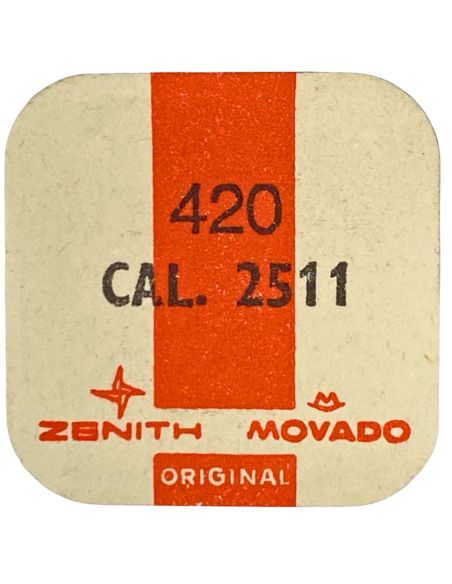 420
CAL. 2511
ZENITH MOVADO
ORIGINAL